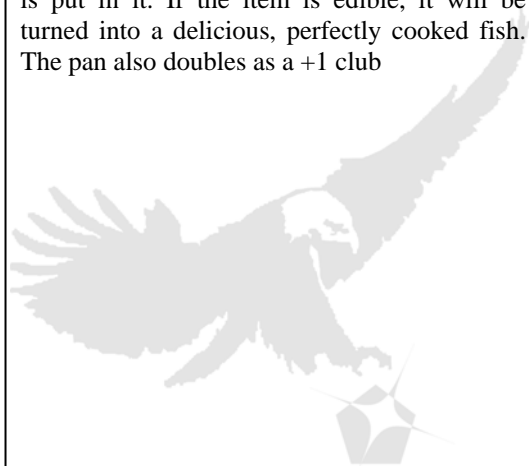 is put in it. If the item is edible, it will be
turned into a delicious, perfectly cooked fish.
The pan also doubles as a +1 club